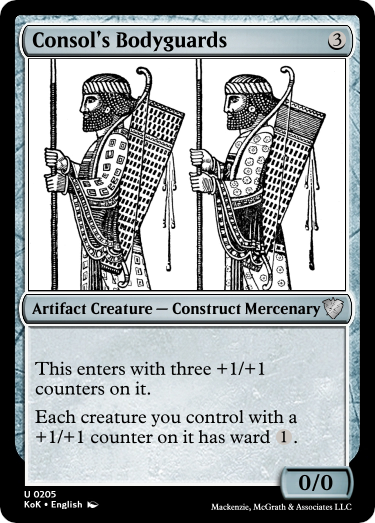 Consol's Bodyguards 3
Artifact Creature — Construct Mercenary
This enters with three +1/+1
counters on it.
Each creature you control with a
+1/+1 counter on it has ward 1.
0/0
U 0205
KoK • English
Mackenzie, McGrath & Associates LLC